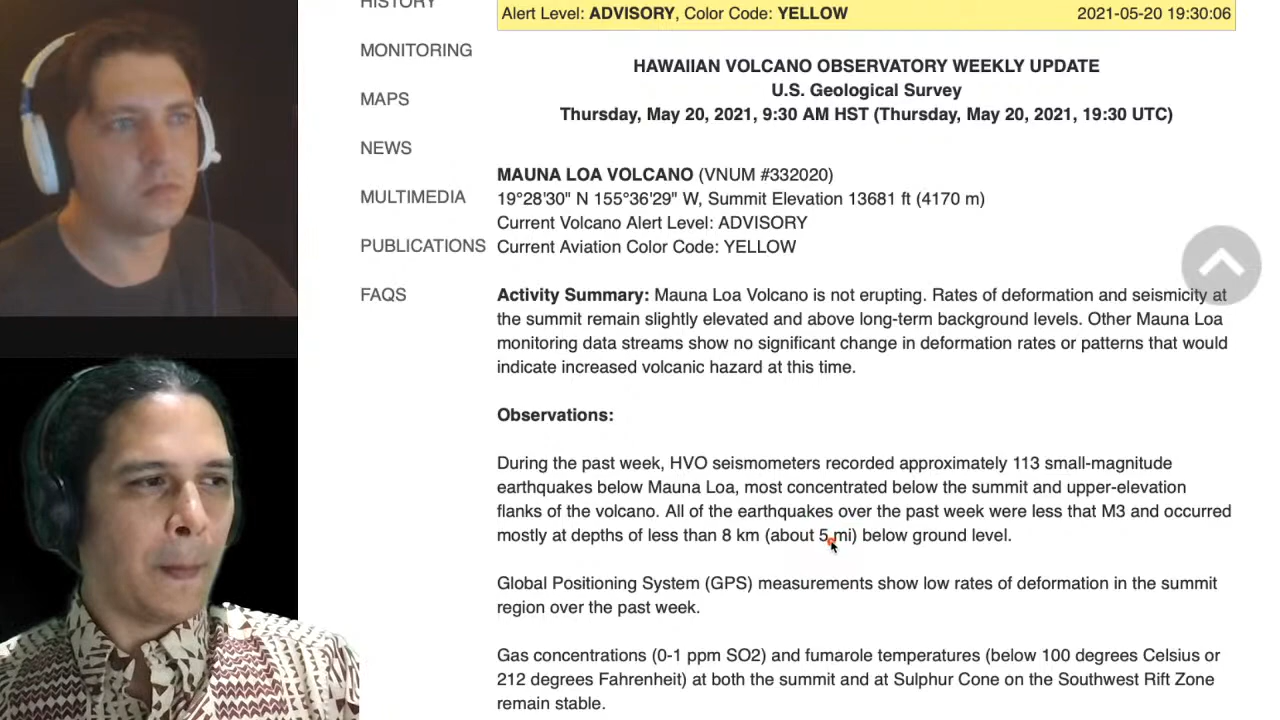 HISTORY
MONITORING
MAPS
NEWS
MULTIMEDIA
PUBLICATIONS
FAQS
Alert Level: ADVISORY, Color Code: YELLOW 2021-05-20 19:30:06
HAWAIIAN VOLCANO OBSERVATORY WEEKLY UPDATE
U.S. Geological Survey
Thursday, May 20, 2021, 9:30 AM HST (Thursday, May 20, 2021, 19:30 UTC)
MAUNA LOA VOLCANO (VNUM #332020)
19°28'30" N 155°36'29" W, Summit Elevation 13681 ft (4170 m)
Current Volcano Alert Level: ADVISORY
Current Aviation Color Code: YELLOW
Activity Summary: Mauna Loa Volcano is not erupting. Rates of deformation and seismicity at
the summit remain slightly elevated and above long-term background levels. Other Mauna Loa
monitoring data streams show no significant change in deformation rates or patterns that would
indicate increased volcanic hazard at this time.
Observations:
During the past week, HVO seismometers recorded approximately 113 small-magnitude
earthquakes below Mauna Loa, most concentrated below the summit and upper-elevation
flanks of the volcano. All of the earthquakes over the past week were less that M3 and occurred
mostly at depths of less than 8 km (about 5 mi) below ground level.
Global Positioning System (GPS) measurements show low rates of deformation in the summit
region over the past week.
Gas concentrations (0-1 ppm SO2) and fumarole temperatures (below 100 degrees Celsius or
212 degrees Fahrenheit) at both the summit and at Sulphur Cone on the Southwest Rift Zone
remain stable.